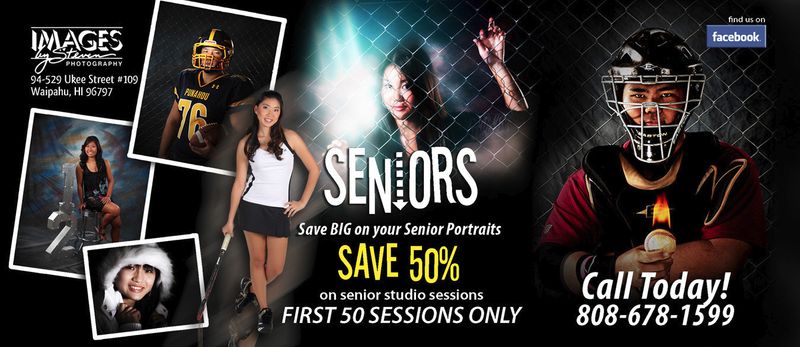 IMAGES
by Steven
PHOTOGRAPHY
94-529 Ukee Street #109
Waipahu, HI 96797
PUNAHOU
76
find us on
facebook
EASTON
SENIORS
Save BIG on your Senior Portraits
SAVE 50%
on senior studio sessions
FIRST 50 SESSIONS ONLY
Call Today!
808-678-1599